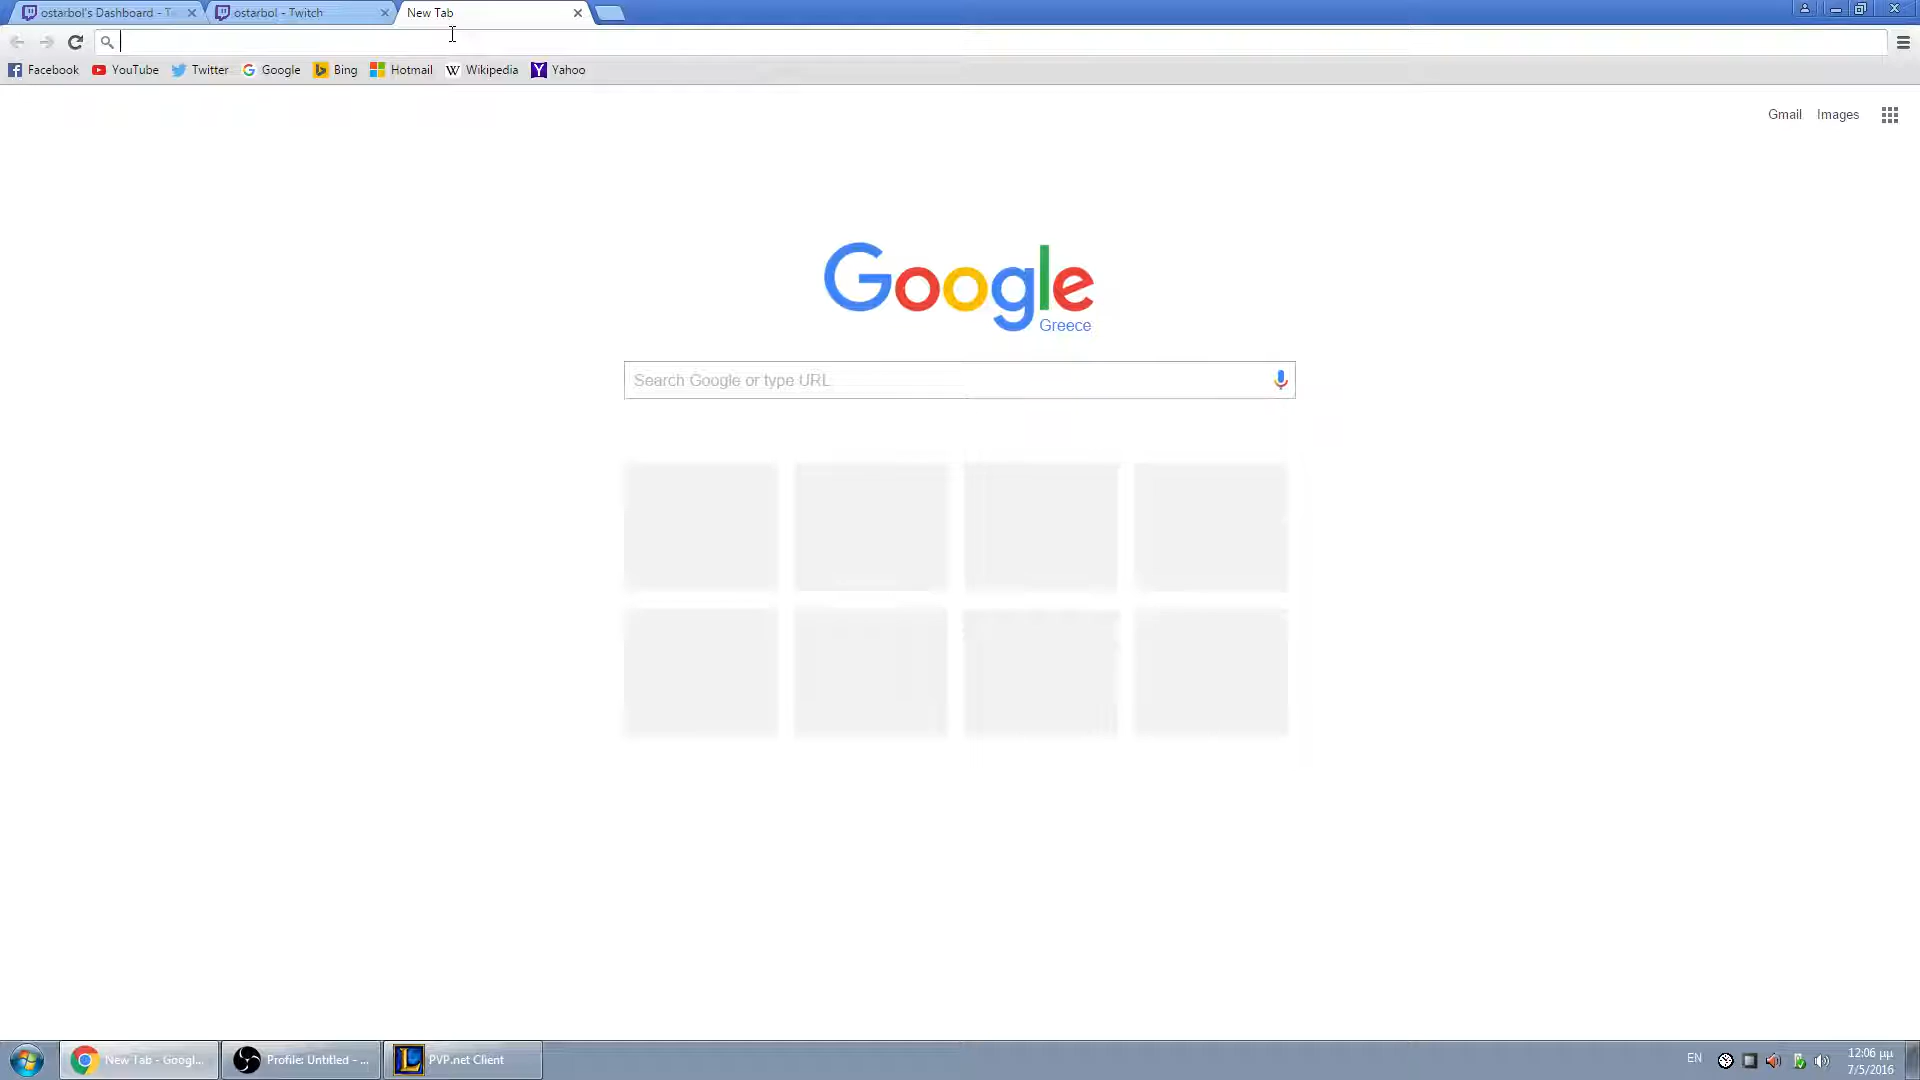 ostarbol's Dashboard - T
ostarbol - Twitch
New Tab
Facebook YouTube Twitter Google Bing Hotmail Wikipedia Yahoo
Gmail Images
Google
Greece
Search Google or type URL
New Tab - Googl...
Profile: Untitled - ...
PVP.net Client
EN
12:06 μμ
7/5/2016